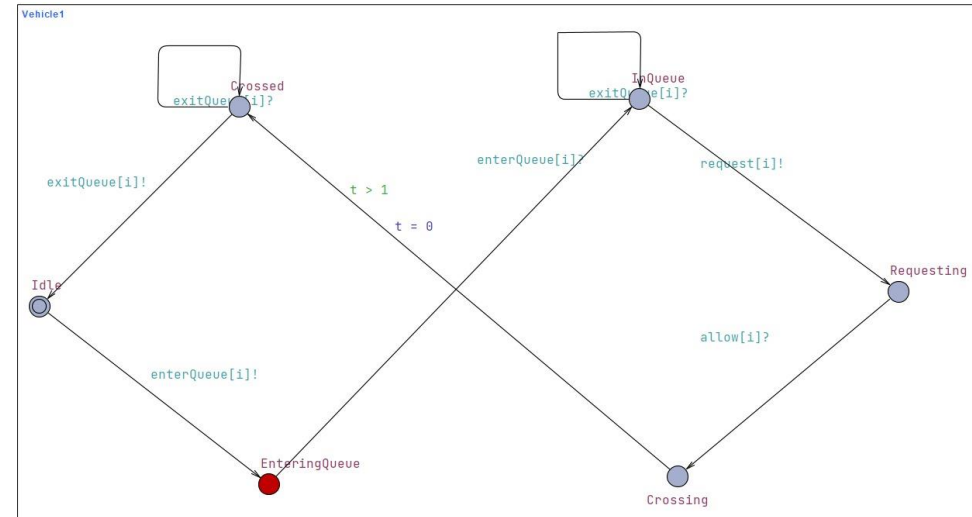 Vehicle1
Crossed
exitQueue[i]?
InQueue
exitQueue[i]?
enterQueue[i]?
request[i]!
exitQueue[i]!
t > 1
t = 0
Requesting
Idle
allow[i]?
enterQueue[i]!
EnteringQueue
Crossing